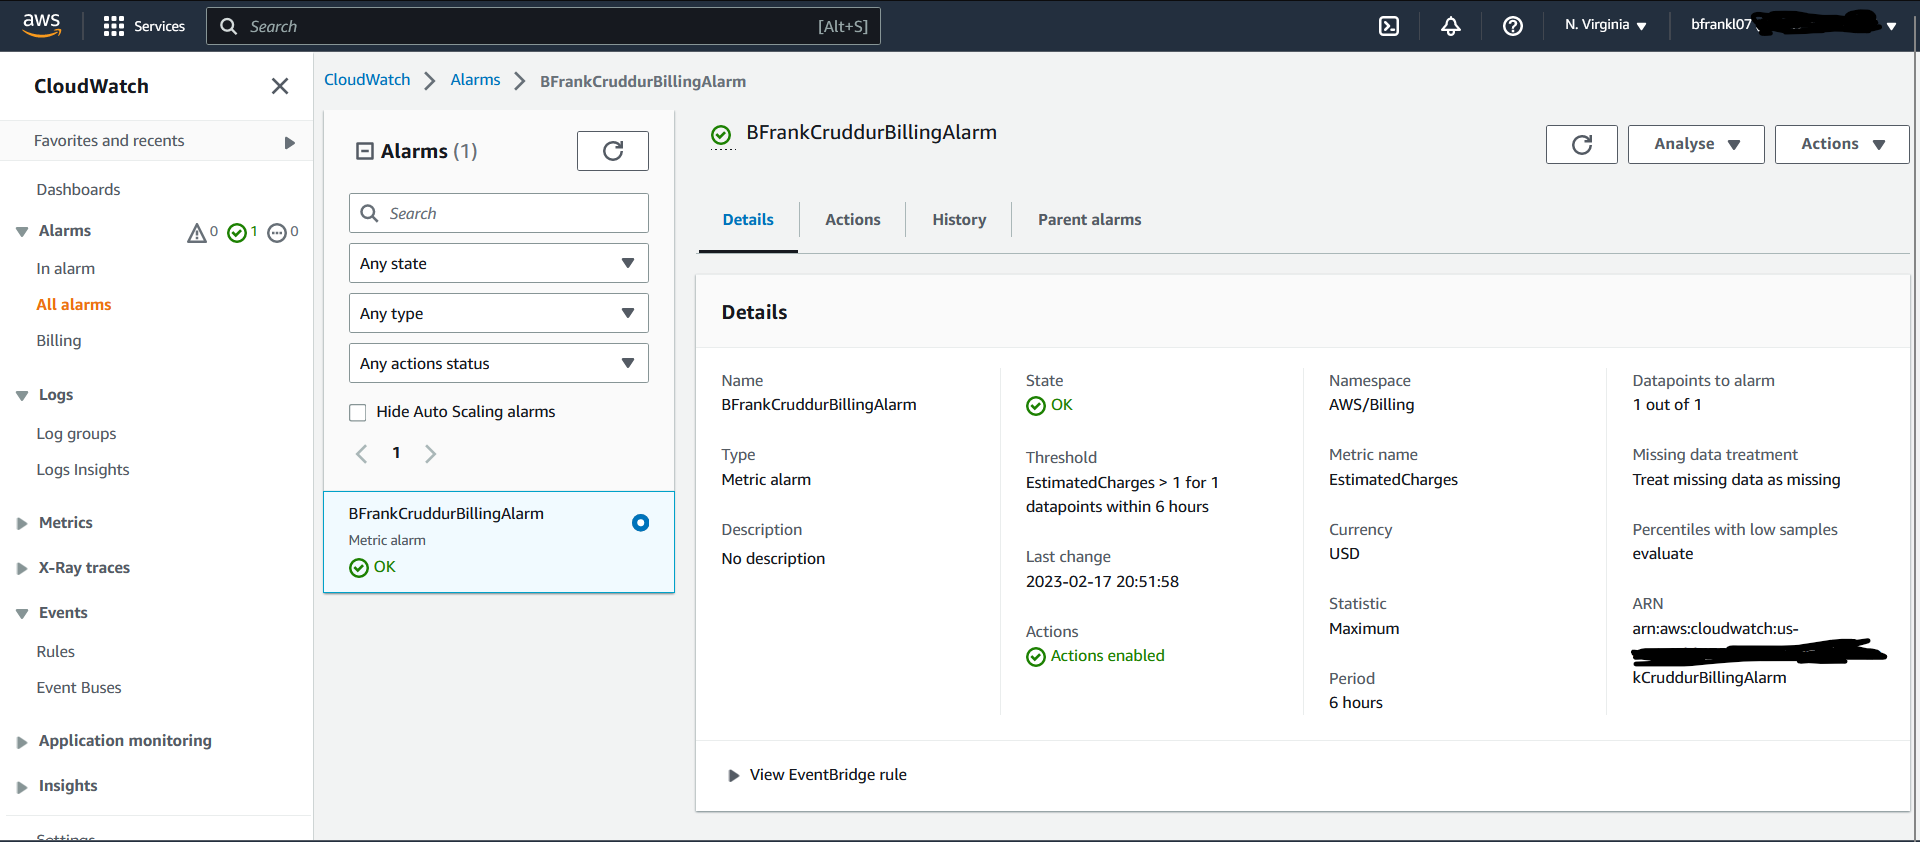 aws
Services
Search
[Alt+S]
N. Virginia
bfrankl07
CloudWatch
Favorites and recents
Dashboards
Alarms
0
1
0
In alarm
All alarms
Billing
Logs
Log groups
Logs Insights
Metrics
X-Ray traces
Events
Rules
Event Buses
Application monitoring
Insights
Settings
CloudWatch
Alarms
BFrankCruddurBillingAlarm
Alarms (1)
Search
Any state
Any type
Any actions status
Hide Auto Scaling alarms
1
BFrankCruddurBillingAlarm
Metric alarm
OK
BFrankCruddurBillingAlarm
Analyse
Actions
Details
Actions
History
Parent alarms
Details
Name
BFrankCruddurBillingAlarm
Type
Metric alarm
Description
No description
State
OK
Threshold
EstimatedCharges > 1 for 1
datapoints within 6 hours
Last change
2023-02-17 20:51:58
Actions
Actions enabled
Namespace
AWS/Billing
Metric name
EstimatedCharges
Currency
USD
Statistic
Maximum
Period
6 hours
Datapoints to alarm
1 out of 1
Missing data treatment
Treat missing data as missing
Percentiles with low samples
evaluate
ARN
arn:aws:cloudwatch:us-
kCruddurBillingAlarm
View EventBridge rule